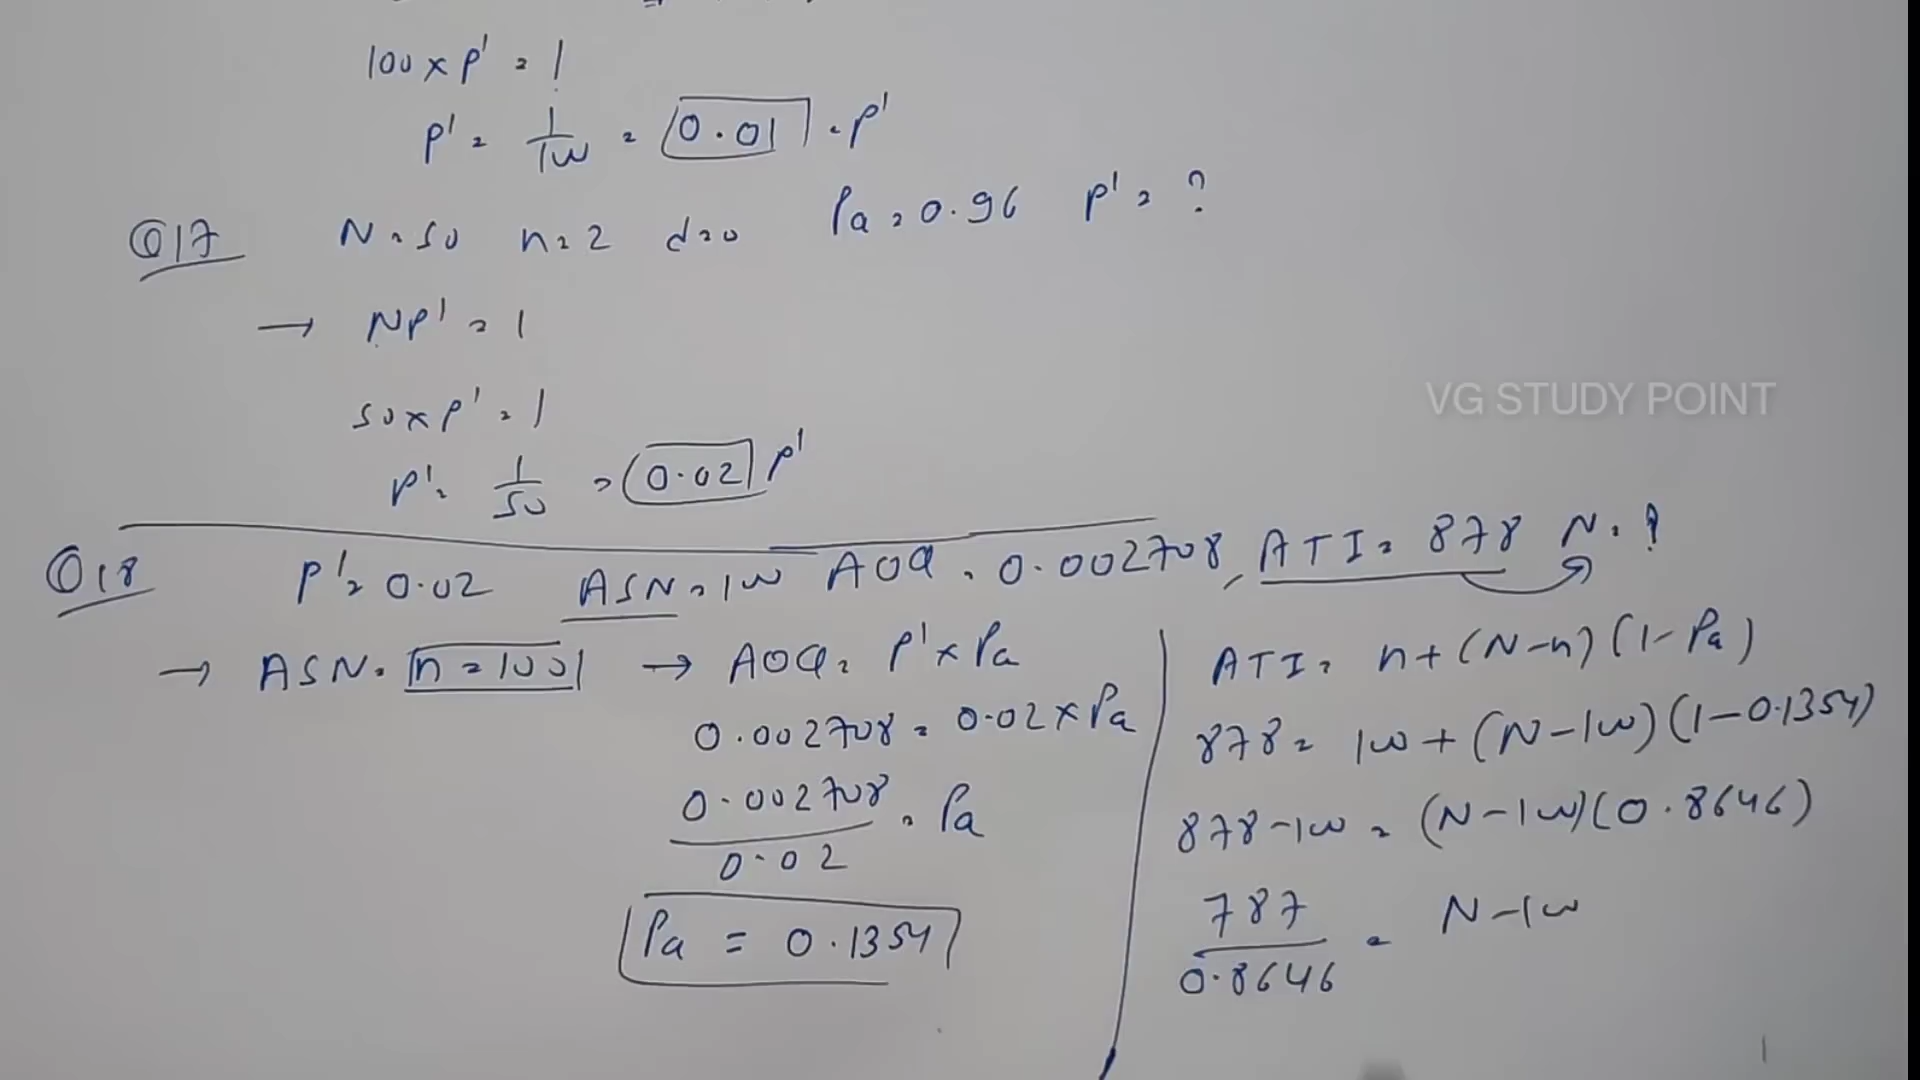 100 x p' = 1
p' = 1/100 = 0.01 = p'
Q17 N = 50 n = 2 d = 0 Pa = 0.96 p' = ?
→ NP' = 1
50 x p' = 1
p' = 1/50 = 0.02 p'
Q18 p' = 0.02 ASN = 100 AOQ = 0.002708, ATI = 878 N = ?
→ ASN = n = 100
→ AOQ = p' x Pa
0.002708 = 0.02 x Pa
0.002708/0.02 = Pa
Pa = 0.1354
ATI = n + (N-n) (1-Pa)
878 = 100 + (N-100) (1-0.1354)
878-100 = (N-100) (0.8646)
787/0.8646 = N-100
VG STUDY POINT